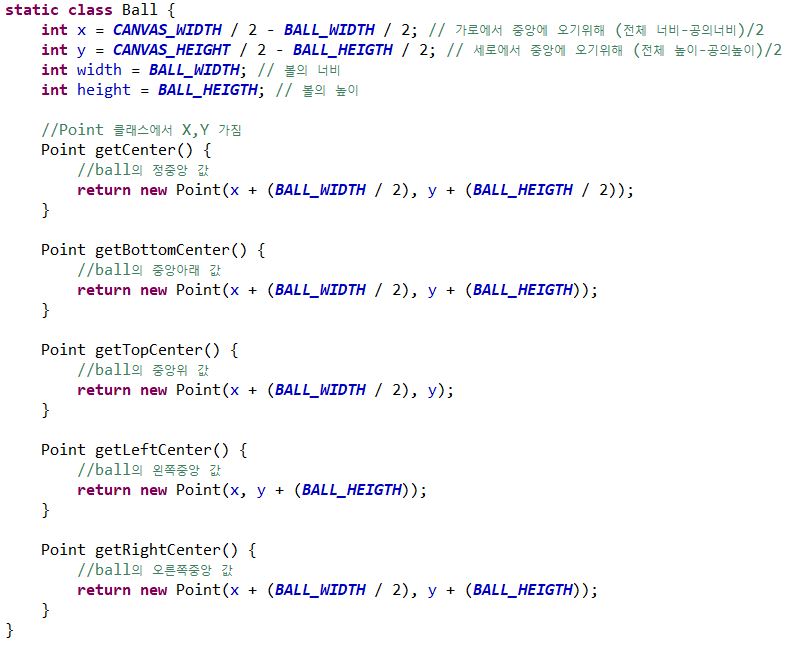 static class Ball {
    int x = CANVAS_WIDTH / 2 - BALL_WIDTH / 2; // 가로에서 중앙에 오기위해 (전체 너비-공의너비)/2
    int y = CANVAS_HEIGHT / 2 - BALL_HEIGTH / 2; // 세로에서 중앙에 오기위해 (전체 높이-공의높이)/2
    int width = BALL_WIDTH; // 볼의 너비
    int height = BALL_HEIGTH; // 볼의 높이

    //Point 클래스에서 X,Y 가짐
    Point getCenter() {
        //ball의 정중앙 값
        return new Point(x + (BALL_WIDTH / 2), y + (BALL_HEIGTH / 2));
    }

    Point getBottomCenter() {
        //ball의 중앙아래 값
        return new Point(x + (BALL_WIDTH / 2), y + (BALL_HEIGTH));
    }

    Point getTopCenter() {
        //ball의 중앙위 값
        return new Point(x + (BALL_WIDTH / 2), y);
    }

    Point getLeftCenter() {
        //ball의 왼쪽중앙 값
        return new Point(x, y + (BALL_HEIGTH));
    }

    Point getRightCenter() {
        //ball의 오른쪽중앙 값
        return new Point(x + (BALL_WIDTH / 2), y + (BALL_HEIGTH));
    }
}